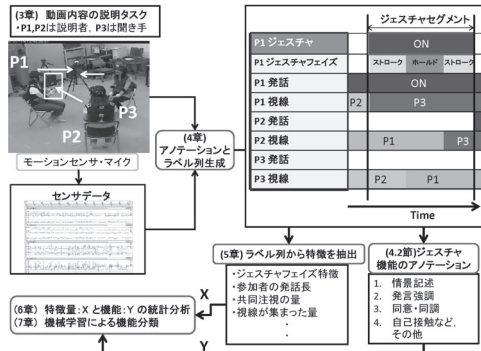 (3章) 動画内容の説明タスク
・P1,P2は説明者、P3は聞き手
P1
P2
P3
モーションセンサ・マイク
センサデータ
(4章)
アノテーションと
ラベル列生成
ジェスチャセグメント
P1 ジェスチャ ON
P1 ジェスチャフェイズ ストローク ホールド ストローク
P1 発話 ON
P1 視線 P2 P3
P2 発話
P2 視線 P1 P3
P3 発話
P3 視線 P2 P1
Time
(5章) ラベル列から特徴を抽出
・ジェスチャフェイズ特徴
・参加者の発話長
・共同注視の量
・視線が集まった量
・
・
(4.2節)ジェスチャ
機能のアノテーション
1. 情景記述
2. 発言強調
3. 同意・同調
4. 自己接触など、
その他
X
(6章) 特徴量:Xと機能:Yの統計分析
(7章) 機械学習による機能分類
Y